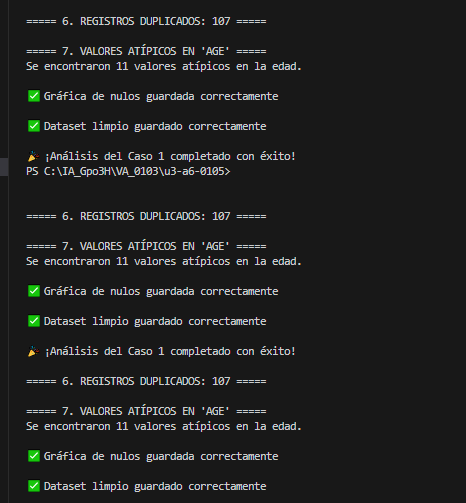 ===== 6. REGISTROS DUPLICADOS: 107 =====
===== 7. VALORES ATÍPICOS EN 'AGE' =====
Se encontraron 11 valores atípicos en la edad.
✅ Gráfica de nulos guardada correctamente
✅ Dataset limpio guardado correctamente
🎉 ¡Análisis del Caso 1 completado con éxito!
PS C:\IA_Gpo3H\VA_0103\u3-a6-0105>
===== 6. REGISTROS DUPLICADOS: 107 =====
===== 7. VALORES ATÍPICOS EN 'AGE' =====
Se encontraron 11 valores atípicos en la edad.
✅ Gráfica de nulos guardada correctamente
✅ Dataset limpio guardado correctamente
🎉 ¡Análisis del Caso 1 completado con éxito!
===== 6. REGISTROS DUPLICADOS: 107 =====
===== 7. VALORES ATÍPICOS EN 'AGE' =====
Se encontraron 11 valores atípicos en la edad.
✅ Gráfica de nulos guardada correctamente
✅ Dataset limpio guardado correctamente